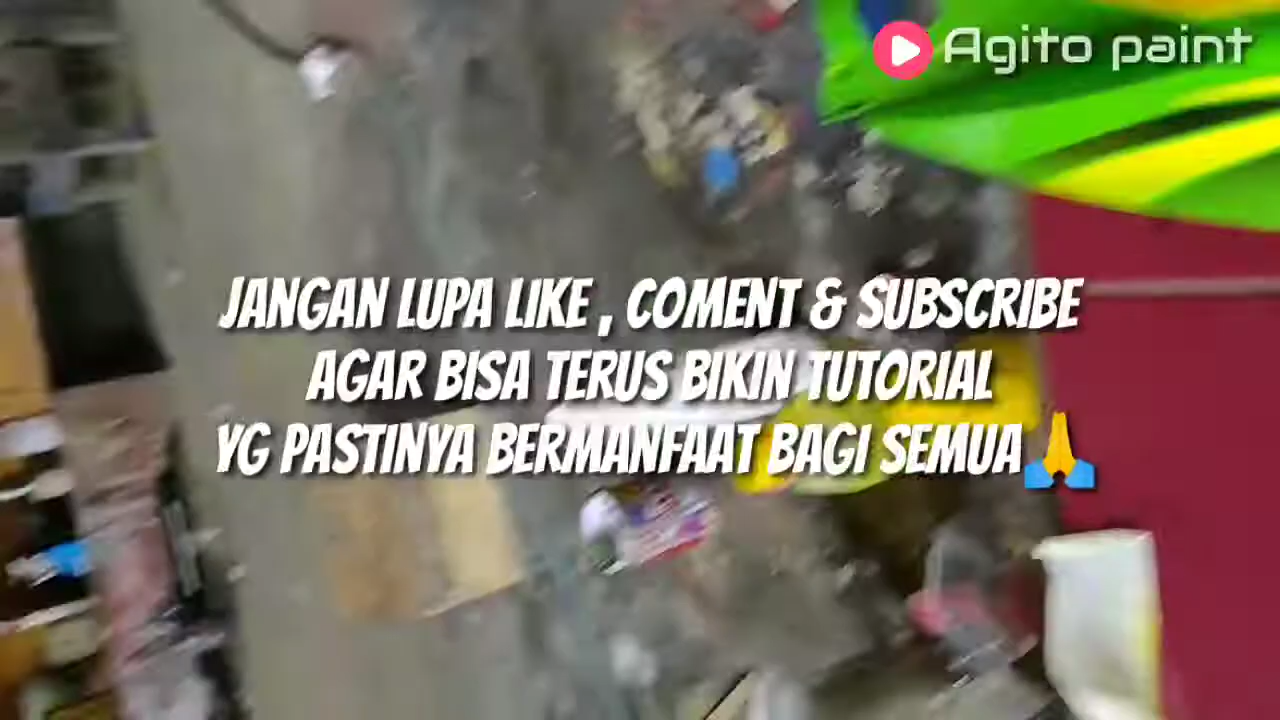 Agito paint
JANGAN LUPA LIKE , COMENT & SUBSCRIBE
AGAR BISA TERUS BIKIN TUTORIAL
YG PASTINYA BERMANFAAT BAGI SEMUA🙏